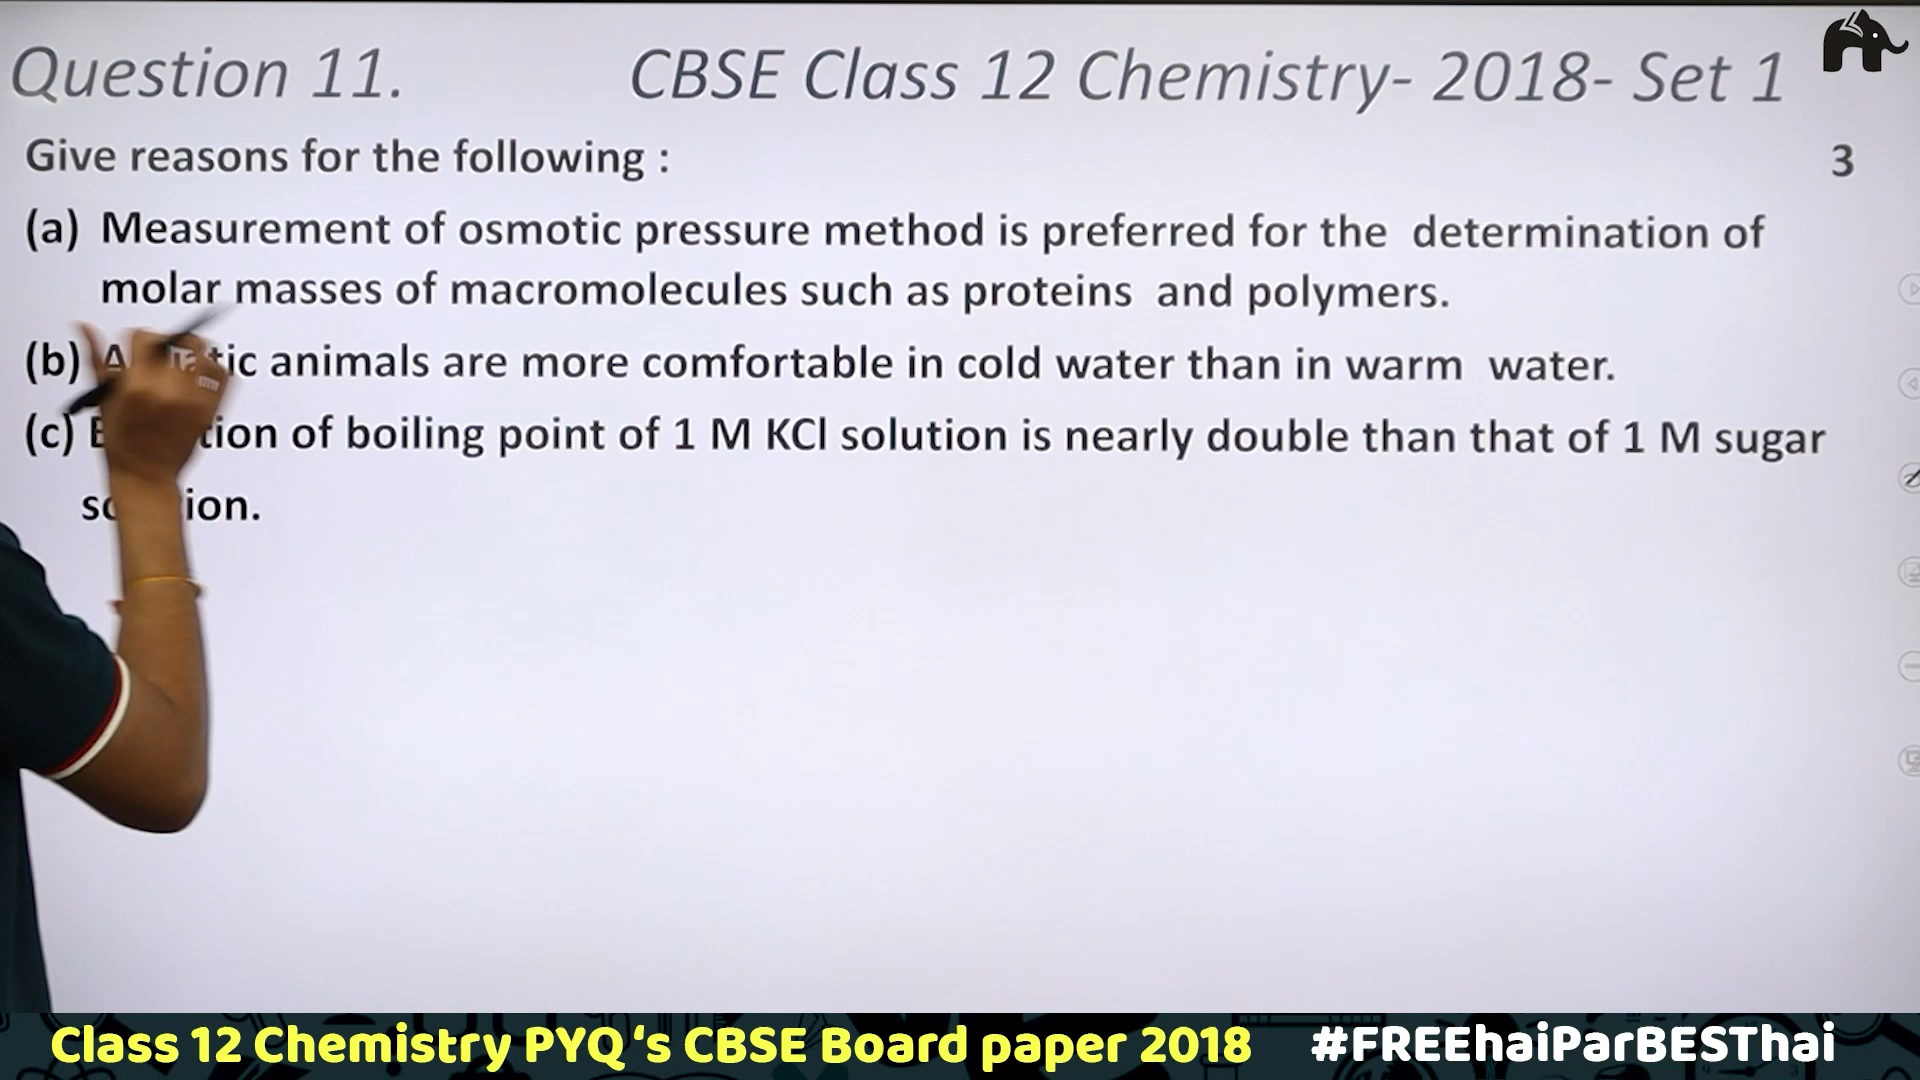 Question 11. CBSE Class 12 Chemistry- 2018- Set 1
Give reasons for the following : 3
(a) Measurement of osmotic pressure method is preferred for the determination of
molar masses of macromolecules such as proteins and polymers.
(b) animals are more comfortable in cold water than in warm water.
(c) of boiling point of 1 M KCl solution is nearly double than that of 1 M sugar
Class 12 Chemistry PYQ‘s CBSE Board paper 2018 #FREEhaiParBESThai